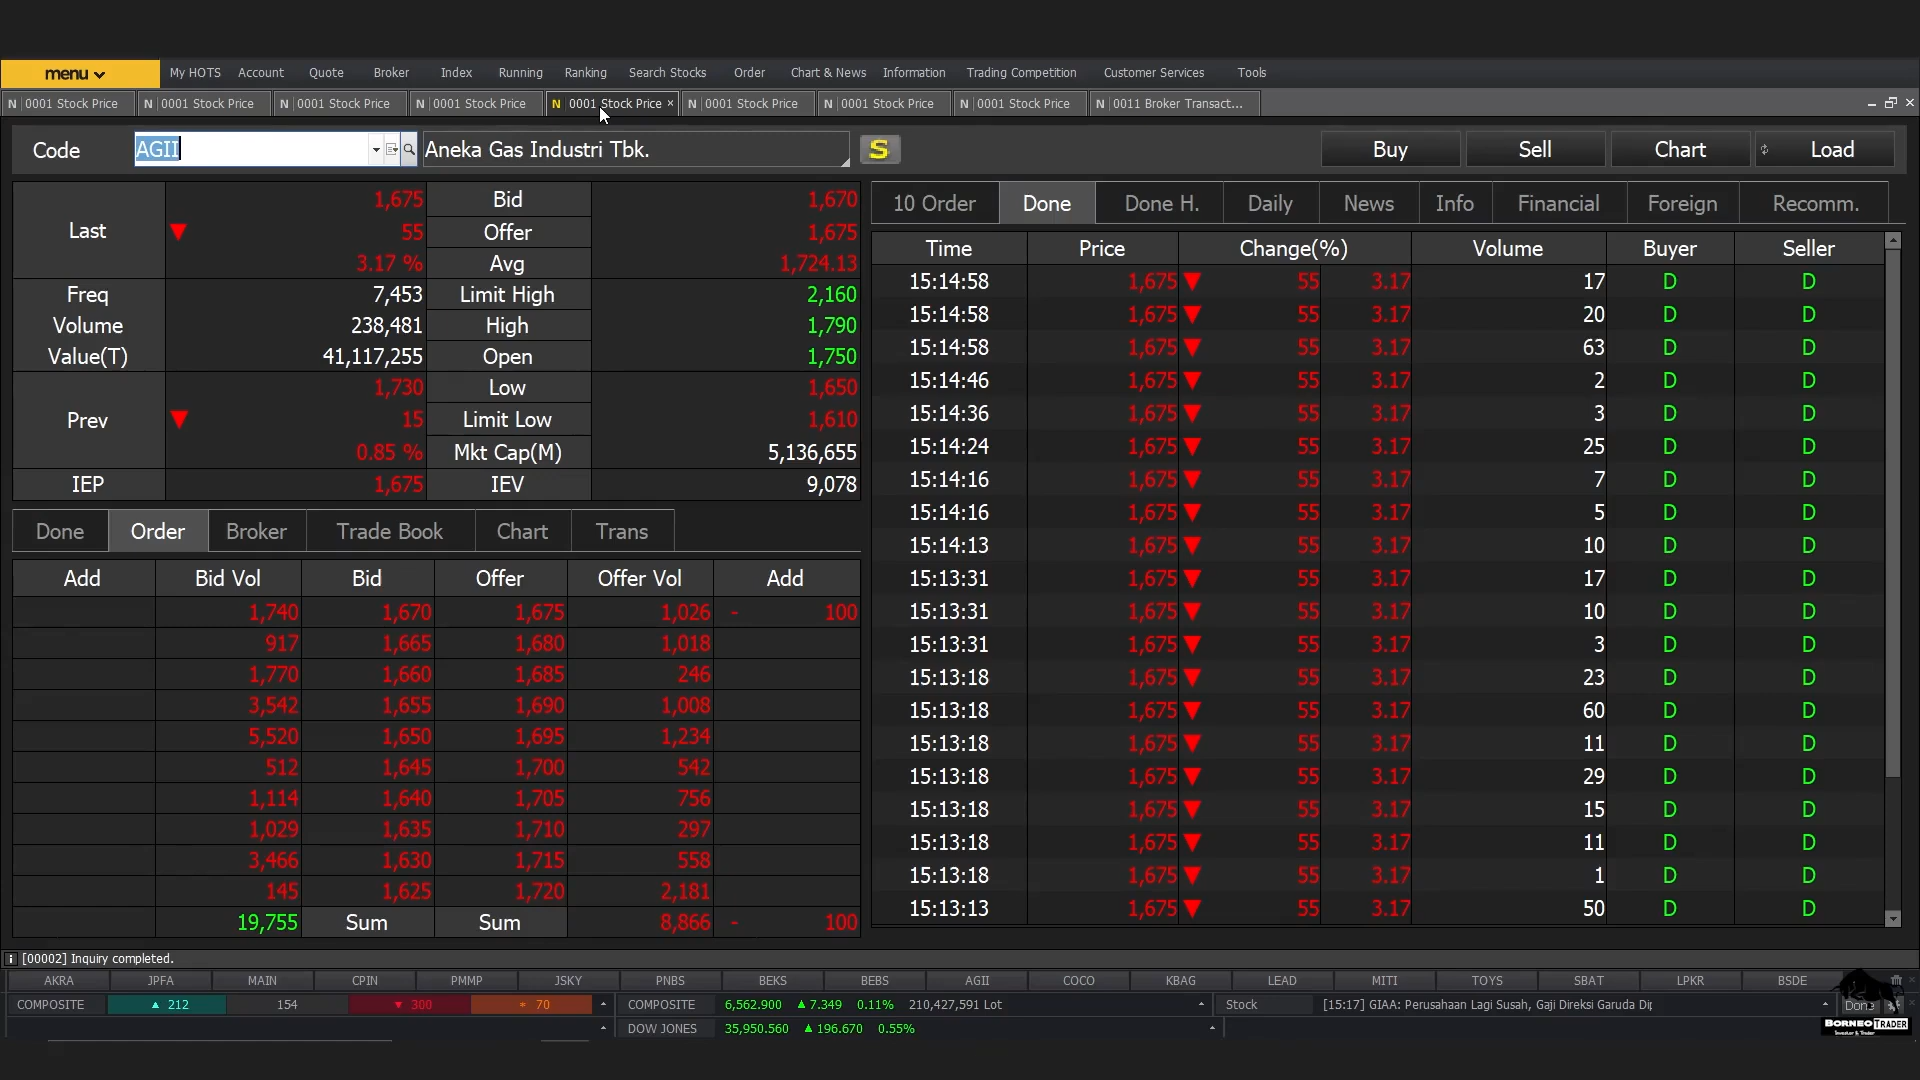 menu My HOTS Account Quote Broker Index Running Ranking Search Stocks Order Chart & News Information Trading Competition Customer Services Tools
N 0001 Stock Price N 0001 Stock Price N 0001 Stock Price N 0001 Stock Price N 0001 Stock Price × N 0001 Stock Price N 0001 Stock Price N 0001 Stock Price N 0011 Broker Transact...
Code AGII Aneka Gas Industri Tbk. S Buy Sell Chart Load
Last 1,675 Bid 1,670
55 Offer 1,675
3.17 % Avg 1,724.13
Freq 7,453 Limit High 2,160
Volume 238,481 High 1,790
Value(T) 41,117,255 Open 1,750
Prev 1,730 Low 1,650
15 Limit Low 1,610
0.85 % Mkt Cap(M) 5,136,655
IEP 1,675 IEV 9,078
Done Order Broker Trade Book Chart Trans
Add Bid Vol Bid Offer Offer Vol Add
1,740 1,670 1,675 1,026 - 100
917 1,665 1,680 1,018
1,770 1,660 1,685 246
3,542 1,655 1,690 1,008
5,520 1,650 1,695 1,234
512 1,645 1,700 542
1,114 1,640 1,705 756
1,029 1,635 1,710 297
3,466 1,630 1,715 558
145 1,625 1,720 2,181
19,755 Sum Sum 8,866 - 100
10 Order Done Done H. Daily News Info Financial Foreign Recomm.
Time Price Change(%) Volume Buyer Seller
15:14:58 1,675 ▼ 55 3.17 17 D D
15:14:58 1,675 ▼ 55 3.17 20 D D
15:14:58 1,675 ▼ 55 3.17 63 D D
15:14:46 1,675 ▼ 55 3.17 2 D D
15:14:36 1,675 ▼ 55 3.17 3 D D
15:14:24 1,675 ▼ 55 3.17 25 D D
15:14:16 1,675 ▼ 55 3.17 7 D D
15:14:16 1,675 ▼ 55 3.17 5 D D
15:14:13 1,675 ▼ 55 3.17 10 D D
15:13:31 1,675 ▼ 55 3.17 17 D D
15:13:31 1,675 ▼ 55 3.17 10 D D
15:13:31 1,675 ▼ 55 3.17 3 D D
15:13:18 1,675 ▼ 55 3.17 23 D D
15:13:18 1,675 ▼ 55 3.17 60 D D
15:13:18 1,675 ▼ 55 3.17 11 D D
15:13:18 1,675 ▼ 55 3.17 29 D D
15:13:18 1,675 ▼ 55 3.17 15 D D
15:13:18 1,675 ▼ 55 3.17 11 D D
15:13:18 1,675 ▼ 55 3.17 1 D D
15:13:13 1,675 ▼ 55 3.17 50 D D
[00002] Inquiry completed.
AKRA JPFA MAIN CPIN PMMP JSKY PNBS BEKS BEBS AGII COCO KBAG LEAD MITI TOYS SBAT LPKR BSDE
COMPOSITE ▲ 212 154 ▼ 300 * 70 COMPOSITE 6,562.900 ▲ 7.349 0.11% 210,427,591 Lot Stock [15:17] GIAA: Perusahaan Lagi Susah, Gaji Direksi Garuda Dip Done
DOW JONES 35,950.560 ▲ 196.670 0.55%
BORNEO TRADER
Investor & Trader